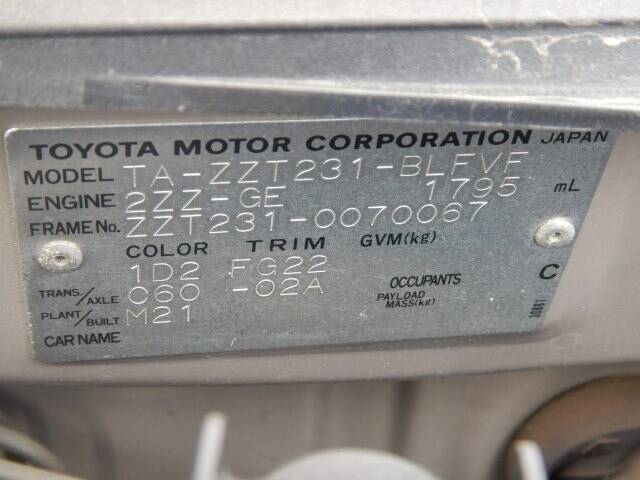 TOYOTA MOTOR CORPORATION JAPAN
MODEL TA-ZZT231-BLFVF
ENGINE 2ZZ-GE 1795 mL
FRAME No. ZZT231-0070067
COLOR TRIM GVM(kg)
1D2 FG22
TRANS/AXLE C60 -02A OCCUPANTS C
PLANT/BUILT M21 PAYLOAD MASS(kg)
CAR NAME
30881